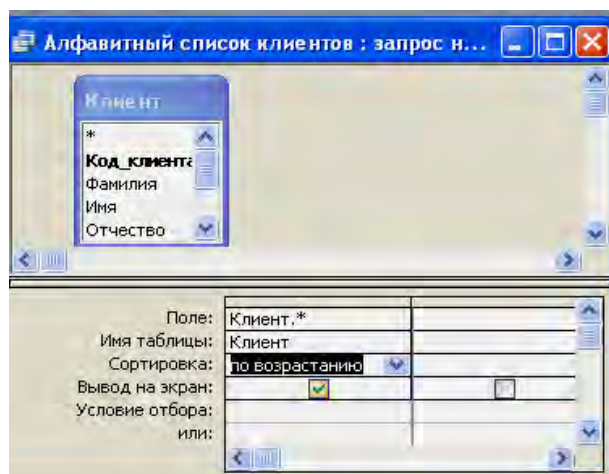 Алфавитный список клиентов : запрос н...
Клиент
*
Код_клиента
Фамилия
Имя
Отчество
Поле: Клиент.*
Имя таблицы: Клиент
Сортировка: по возрастанию
Вывод на экран:
Условие отбора:
или: